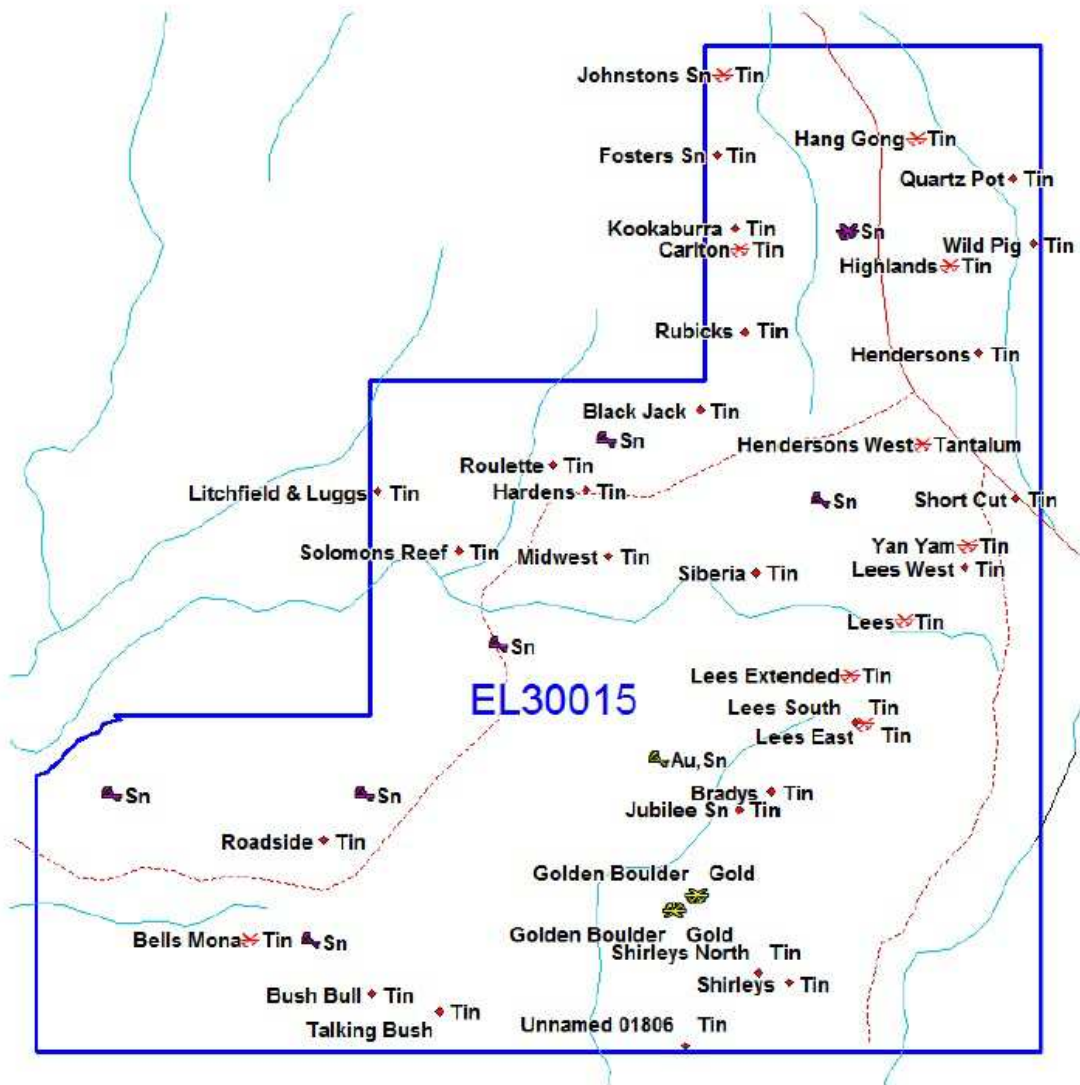 Johnstons Sn Tin
Hang Gong Tin
Fosters Sn Tin
Quartz Pot Tin
Kookaburra Tin
Sn
Wild Pig Tin
Carlton Tin
Highlands Tin
Rubicks Tin
Hendersons Tin
Black Jack Tin
Sn
Hendersons West Tantalum
Roulette Tin
Litchfield & Luggs Tin
Hardens Tin
Sn
Short Cut Tin
Solomons Reef Tin
Midwest Tin
Yan Yam Tin
Siberia Tin
Lees West Tin
Lees Tin
Sn
Lees Extended Tin
EL30015
Lees South Tin
Lees East Tin
Au,Sn
Sn
Sn
Bradys Tin
Jubilee Sn Tin
Roadside Tin
Golden Boulder Gold
Golden Boulder Gold
Bells Mona Tin
Sn
Shirleys North Tin
Shirleys Tin
Bush Bull Tin
Talking Bush Tin
Unnamed 01806 Tin